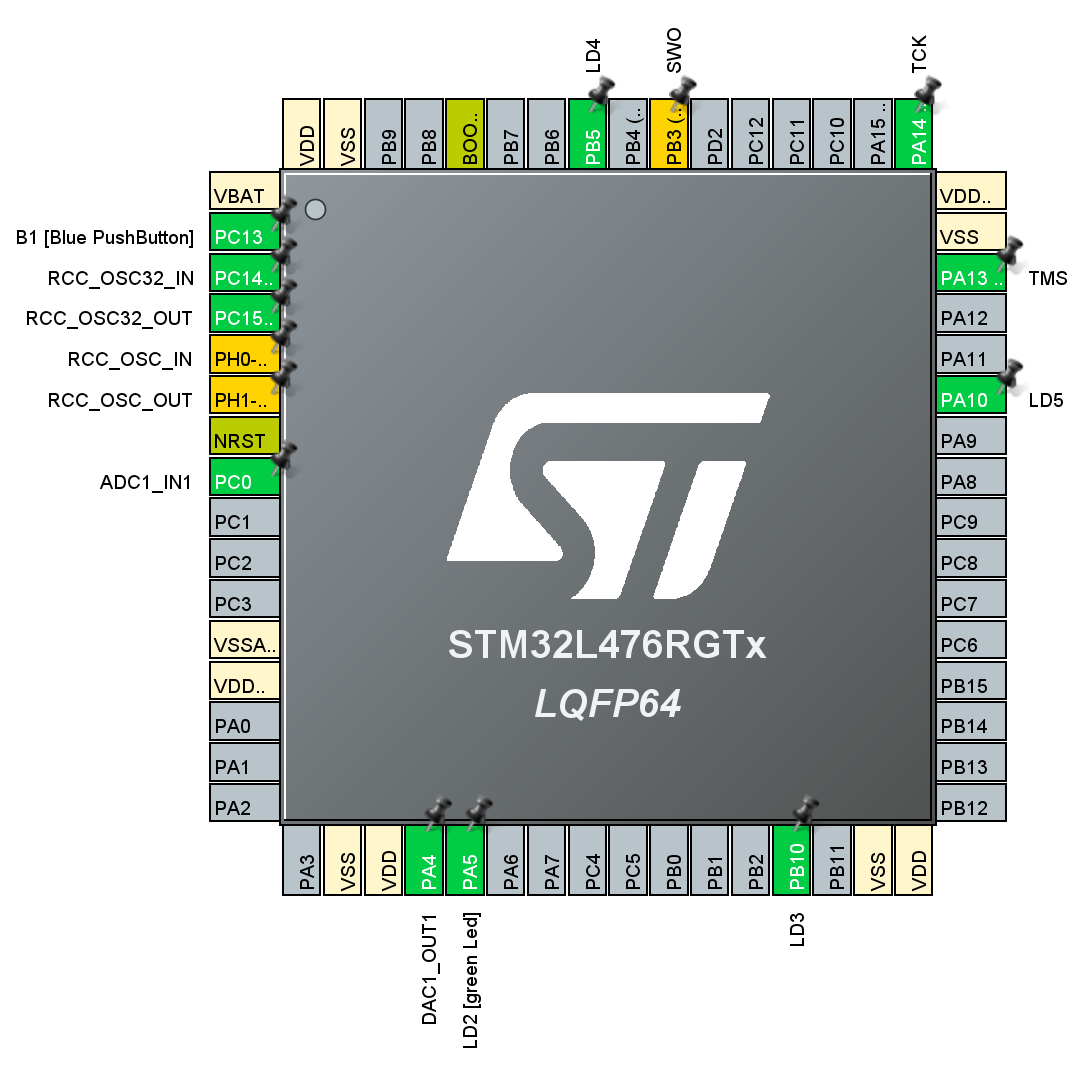 LD4
SWO
TCK
VDD
VSS
PB9
PB8
BOO..
PB7
PB6
PB5
PB4 (..
PB3 (..
PD2
PC12
PC11
PC10
PA15 ..
PA14 ..
VBAT
B1 [Blue PushButton] PC13
RCC_OSC32_IN PC14..
RCC_OSC32_OUT PC15..
RCC_OSC_IN PH0-..
RCC_OSC_OUT PH1-..
NRST
ADC1_IN1 PC0
PC1
PC2
PC3
VSSA..
VDD..
PA0
PA1
PA2
ST
STM32L476RGTx
LQFP64
VDD..
VSS
PA13 .. TMS
PA12
PA11
PA10 LD5
PA9
PA8
PC9
PC8
PC7
PC6
PB15
PB14
PB13
PB12
PA3
VSS
VDD
PA4
PA5
PA6
PA7
PC4
PC5
PB0
PB1
PB2
PB10
PB11
VSS
VDD
DAC1_OUT1
LD2 [green Led]
LD3